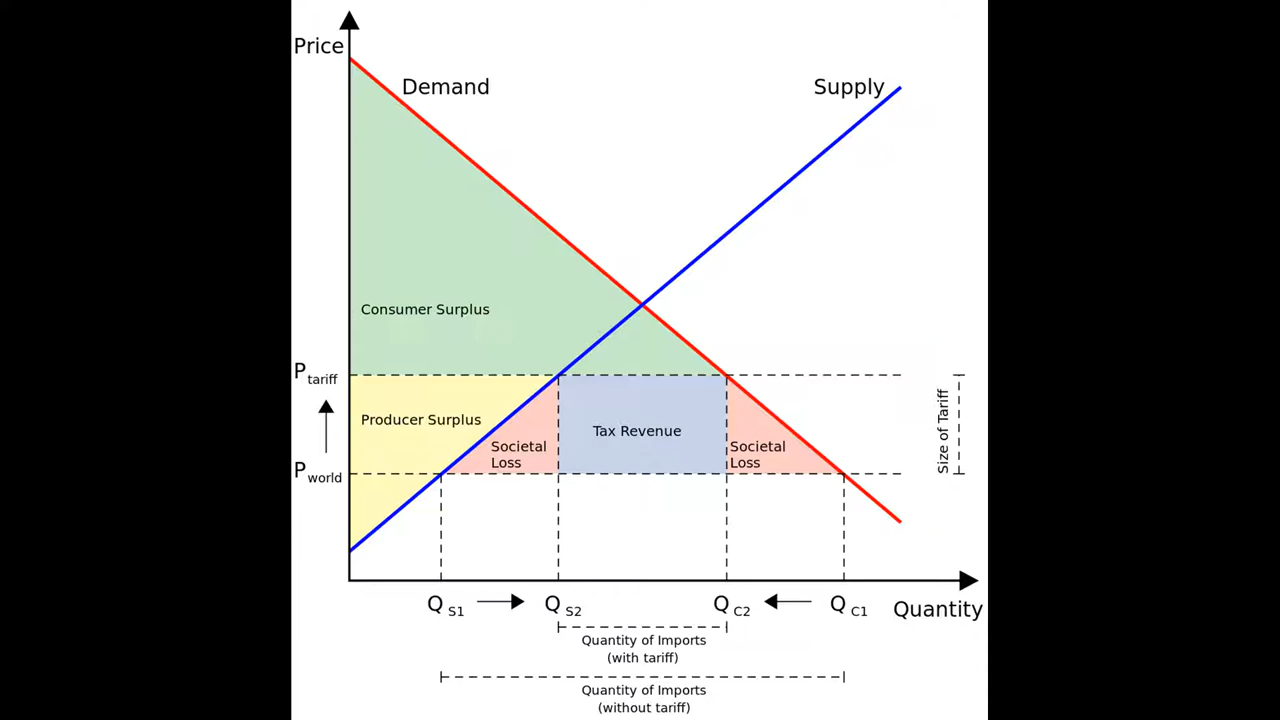 Price
Demand
Supply
Consumer Surplus
P tariff
Producer Surplus
Tax Revenue
Societal
Loss
Societal
Loss
Size of Tariff
P world
Q S1
Q S2
Q C2
Q C1
Quantity
Quantity of Imports
(with tariff)
Quantity of Imports
(without tariff)